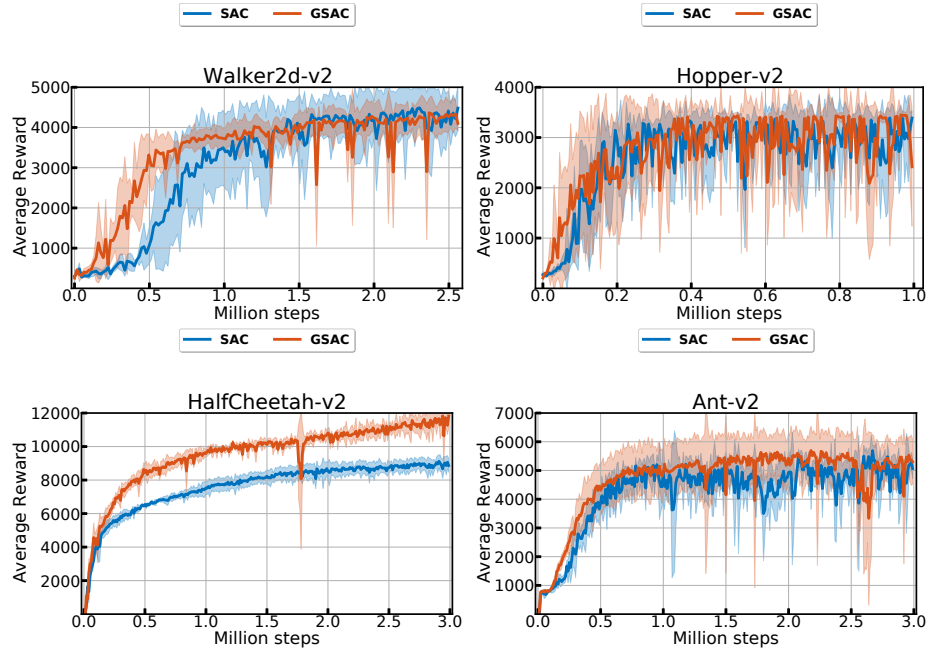 SAC GSAC
SAC GSAC
Walker2d-v2
Average Reward
5000
4000
3000
2000
1000
0.0 0.5 1.0 1.5 2.0 2.5
Million steps
Hopper-v2
Average Reward
4000
3000
2000
1000
0.0 0.2 0.4 0.6 0.8 1.0
Million steps
SAC GSAC
SAC GSAC
HalfCheetah-v2
Average Reward
12000
10000
8000
6000
4000
2000
0.0 0.5 1.0 1.5 2.0 2.5 3.0
Million steps
Ant-v2
Average Reward
7000
6000
5000
4000
3000
2000
1000
0.0 0.5 1.0 1.5 2.0 2.5 3.0
Million steps